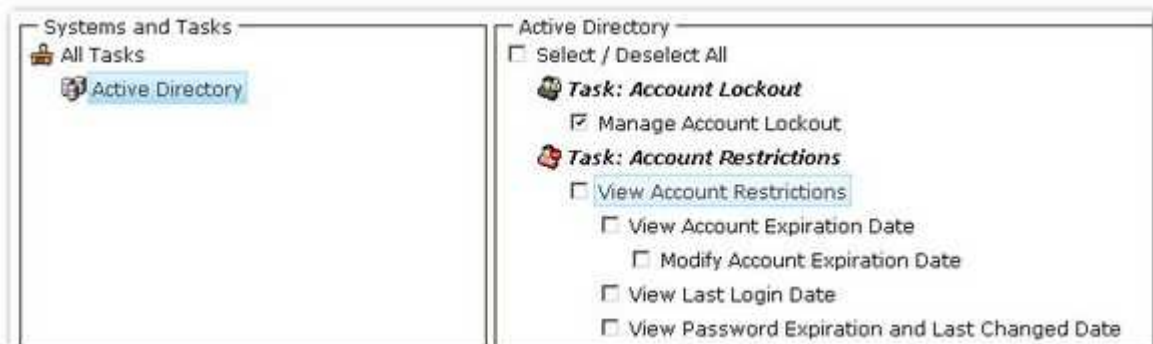 Systems and Tasks
All Tasks
Active Directory
Active Directory
Select / Deselect All
Task: Account Lockout
Manage Account Lockout
Task: Account Restrictions
View Account Restrictions
View Account Expiration Date
Modify Account Expiration Date
View Last Login Date
View Password Expiration and Last Changed Date